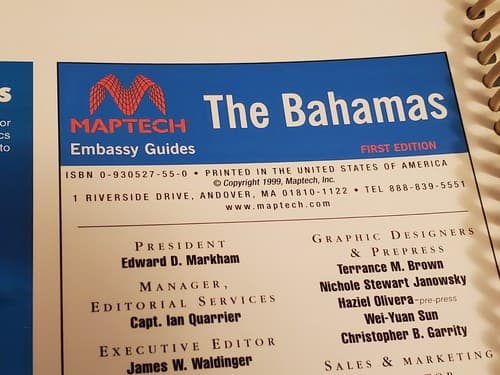 s
or
cs
to
MAPTECH
Embassy Guides
The Bahamas
FIRST EDITION
ISBN 0-930527-55-0 • PRINTED IN THE UNITED STATES OF AMERICA
© Copyright 1999, Maptech, Inc.
1 RIVERSIDE DRIVE, ANDOVER, MA 01810-1122 • TEL 888-839-5551
www.maptech.com
PRESIDENT
Edward D. Markham
MANAGER,
EDITORIAL SERVICES
Capt. Ian Quarrier
EXECUTIVE EDITOR
James W. Waldinger
GRAPHIC DESIGNERS
& PREPRESS
Terrance M. Brown
Nichole Stewart Janowsky
Haziel Olivera-pre-press
Wei-Yuan Sun
Christopher B. Garrity
SALES & MARKETING